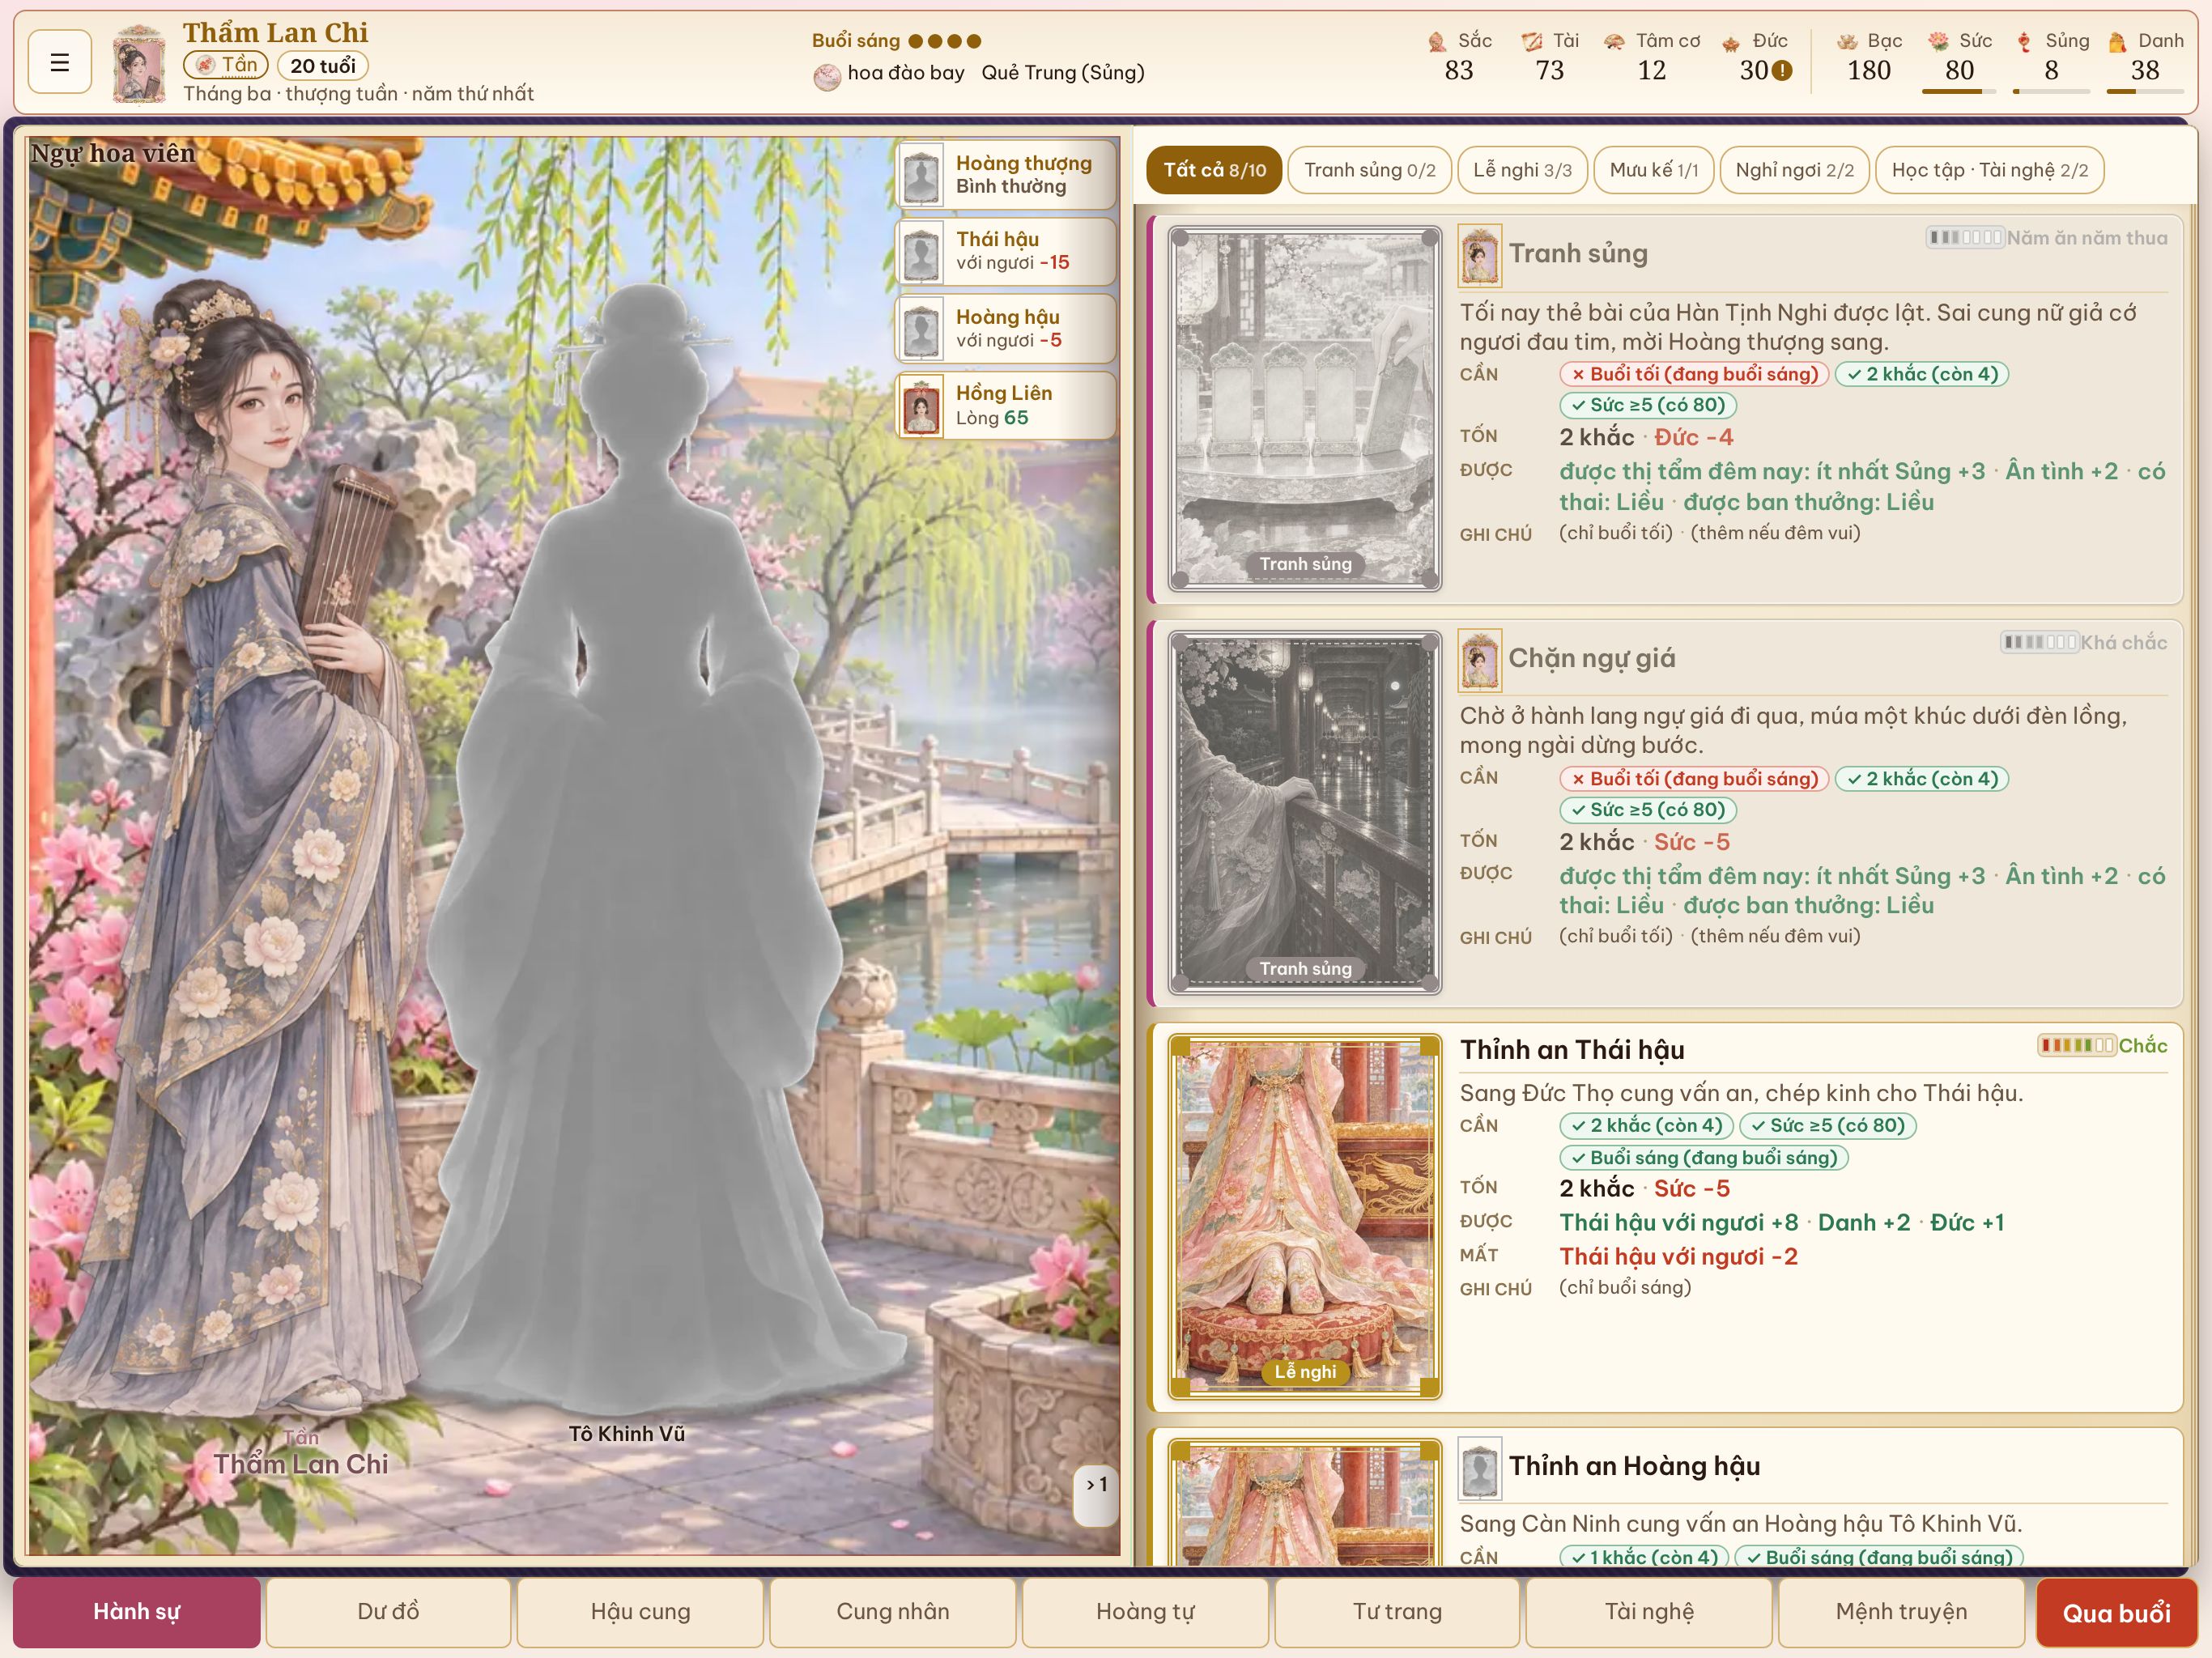 ☰
Thẩm Lan Chi
Tần
20 tuổi
Tháng ba · thượng tuần · năm thứ nhất
Buổi sáng
hoa đào bay Quẻ Trung (Sủng)
Sắc 83
Tài 73
Tâm cơ 12
Đức 30 !
Bạc 180
Sức 80
Sủng 8
Danh 38
Ngự hoa viên
Hoàng thượng
Bình thường
Thái hậu
với ngươi -15
Hoàng hậu
với ngươi -5
Hồng Liên
Lòng 65
Tần
Thẩm Lan Chi
Tô Khinh Vũ
› 1
Tất cả 8/10
Tranh sủng 0/2
Lễ nghi 3/3
Mưu kế 1/1
Nghỉ ngơi 2/2
Học tập · Tài nghệ 2/2
Tranh sủng
Tranh sủng
Năm ăn năm thua
Tối nay thẻ bài của Hàn Tịnh Nghi được lật. Sai cung nữ giả cớ
ngươi đau tim, mời Hoàng thượng sang.
CẦN × Buổi tối (đang buổi sáng) ✓ 2 khắc (còn 4)
✓ Sức ≥5 (có 80)
TỐN 2 khắc · Đức -4
ĐƯỢC được thị tẩm đêm nay: ít nhất Sủng +3 · Ân tình +2 · có
thai: Liều · được ban thưởng: Liều
GHI CHÚ (chỉ buổi tối) · (thêm nếu đêm vui)
Tranh sủng
Chặn ngự giá
Khá chắc
Chờ ở hành lang ngự giá đi qua, múa một khúc dưới đèn lồng,
mong ngài dừng bước.
CẦN × Buổi tối (đang buổi sáng) ✓ 2 khắc (còn 4)
✓ Sức ≥5 (có 80)
TỐN 2 khắc · Sức -5
ĐƯỢC được thị tẩm đêm nay: ít nhất Sủng +3 · Ân tình +2 · có
thai: Liều · được ban thưởng: Liều
GHI CHÚ (chỉ buổi tối) · (thêm nếu đêm vui)
Lễ nghi
Thỉnh an Thái hậu
Chắc
Sang Đức Thọ cung vấn an, chép kinh cho Thái hậu.
CẦN ✓ 2 khắc (còn 4) ✓ Sức ≥5 (có 80)
✓ Buổi sáng (đang buổi sáng)
TỐN 2 khắc · Sức -5
ĐƯỢC Thái hậu với ngươi +8 · Danh +2 · Đức +1
MẤT Thái hậu với ngươi -2
GHI CHÚ (chỉ buổi sáng)
Thỉnh an Hoàng hậu
Sang Càn Ninh cung vấn an Hoàng hậu Tô Khinh Vũ.
CẦN ✓ 1 khắc (còn 4) ✓ Buổi sáng (đang buổi sáng)
Hành sự
Dư đồ
Hậu cung
Cung nhân
Hoàng tự
Tư trang
Tài nghệ
Mệnh truyện
Qua buổi